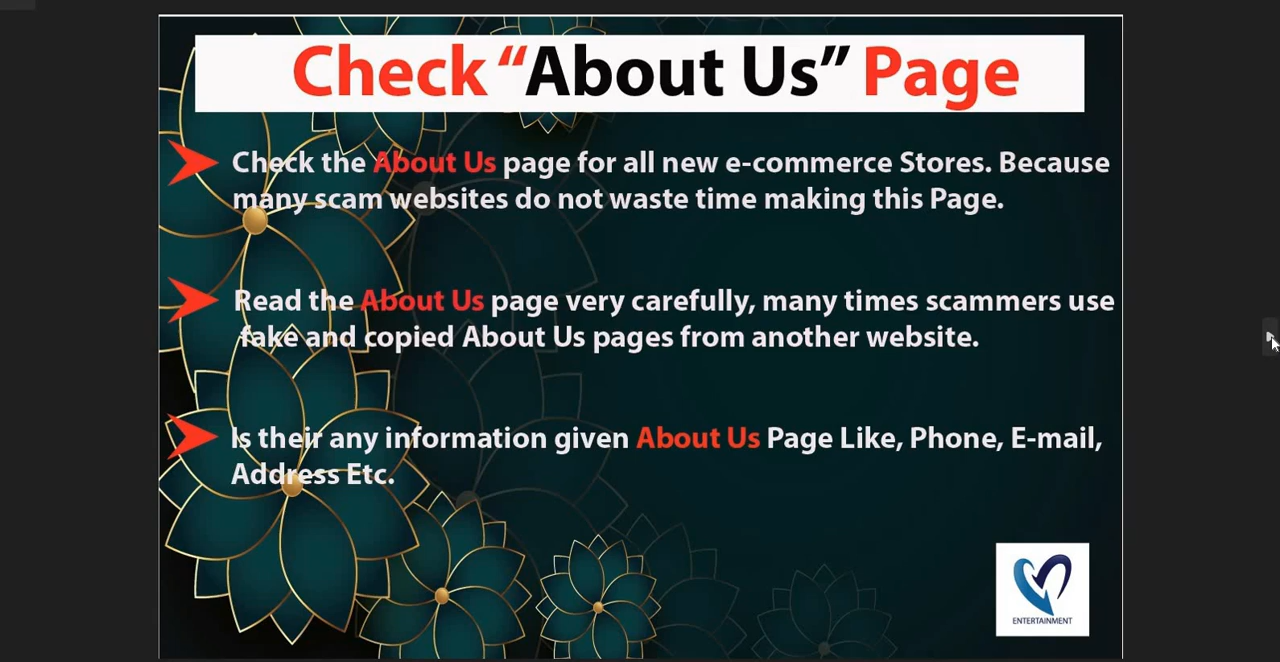 Check “About Us” Page
Check the About Us page for all new e-commerce Stores. Because
many scam websites do not waste time making this Page.
Read the About Us page very carefully, many times scammers use
fake and copied About Us pages from another website.
Is their any information given About Us Page Like, Phone, E-mail,
Address Etc.
ENTERTAINMENT